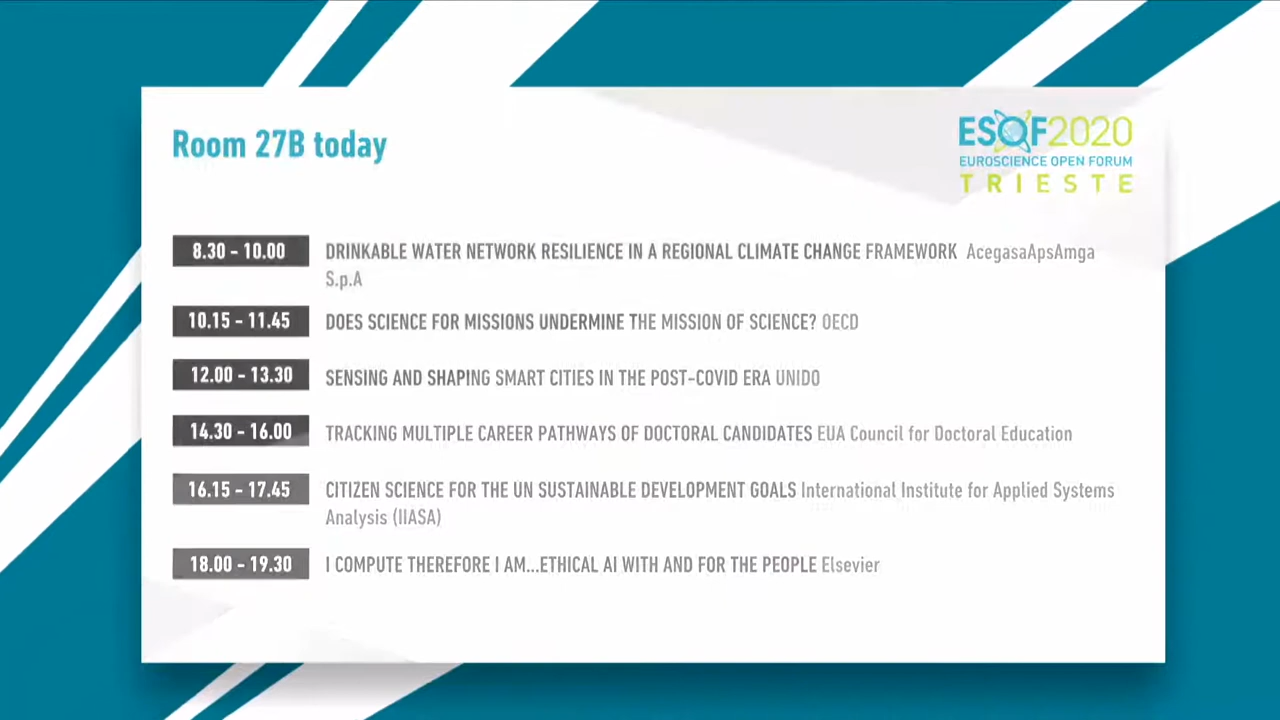 Room 27B today
ESOF2020
EUROSCIENCE OPEN FORUM
TRIESTE
8.30 - 10.00 DRINKABLE WATER NETWORK RESILIENCE IN A REGIONAL CLIMATE CHANGE FRAMEWORK AcegasaApsAmga
S.p.A
10.15 - 11.45 DOES SCIENCE FOR MISSIONS UNDERMINE THE MISSION OF SCIENCE? OECD
12.00 - 13.30 SENSING AND SHAPING SMART CITIES IN THE POST-COVID ERA UNIDO
14.30 - 16.00 TRACKING MULTIPLE CAREER PATHWAYS OF DOCTORAL CANDIDATES EUA Council for Doctoral Education
16.15 - 17.45 CITIZEN SCIENCE FOR THE UN SUSTAINABLE DEVELOPMENT GOALS International Institute for Applied Systems
Analysis (IIASA)
18.00 - 19.30 I COMPUTE THEREFORE I AM...ETHICAL AI WITH AND FOR THE PEOPLE Elsevier